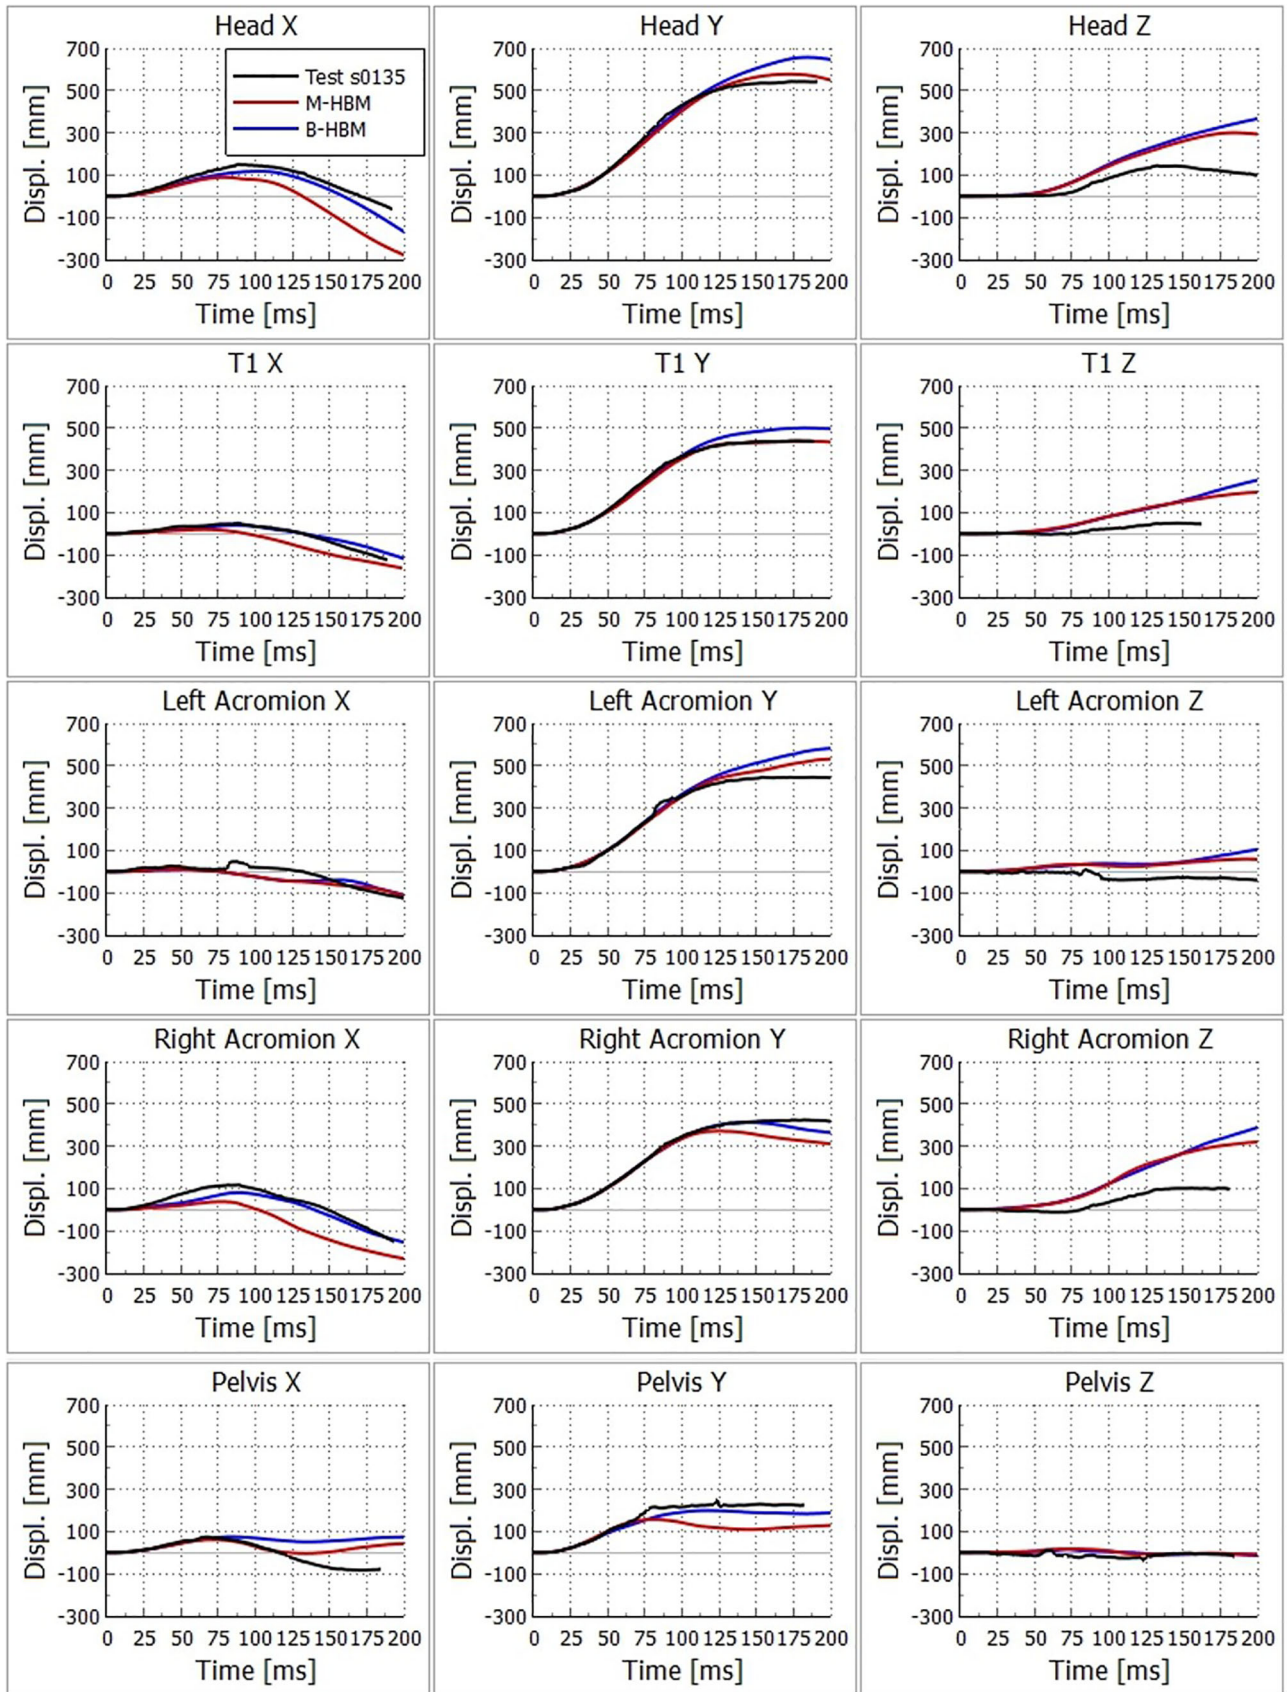 Head X
Head Y
Head Z
Displ. [mm]
700
500
300
100
-100
-300
Test s0135
M-HBM
B-HBM
0 25 50 75 100 125 150 175 200
Time [ms]
Displ. [mm]
700
500
300
100
-100
-300
0 25 50 75 100 125 150 175 200
Time [ms]
Displ. [mm]
700
500
300
100
-100
-300
0 25 50 75 100 125 150 175 200
Time [ms]
T1 X
T1 Y
T1 Z
Displ. [mm]
700
500
300
100
-100
-300
0 25 50 75 100 125 150 175 200
Time [ms]
Displ. [mm]
700
500
300
100
-100
-300
0 25 50 75 100 125 150 175 200
Time [ms]
Displ. [mm]
700
500
300
100
-100
-300
0 25 50 75 100 125 150 175 200
Time [ms]
Left Acromion X
Left Acromion Y
Left Acromion Z
Displ. [mm]
700
500
300
100
-100
-300
0 25 50 75 100 125 150 175 200
Time [ms]
Displ. [mm]
700
500
300
100
-100
-300
0 25 50 75 100 125 150 175 200
Time [ms]
Displ. [mm]
700
500
300
100
-100
-300
0 25 50 75 100 125 150 175 200
Time [ms]
Right Acromion X
Right Acromion Y
Right Acromion Z
Displ. [mm]
700
500
300
100
-100
-300
0 25 50 75 100 125 150 175 200
Time [ms]
Displ. [mm]
700
500
300
100
-100
-300
0 25 50 75 100 125 150 175 200
Time [ms]
Displ. [mm]
700
500
300
100
-100
-300
0 25 50 75 100 125 150 175 200
Time [ms]
Pelvis X
Pelvis Y
Pelvis Z
Displ. [mm]
700
500
300
100
-100
-300
0 25 50 75 100 125 150 175 200
Time [ms]
Displ. [mm]
700
500
300
100
-100
-300
0 25 50 75 100 125 150 175 200
Time [ms]
Displ. [mm]
700
500
300
100
-100
-300
0 25 50 75 100 125 150 175 200
Time [ms]